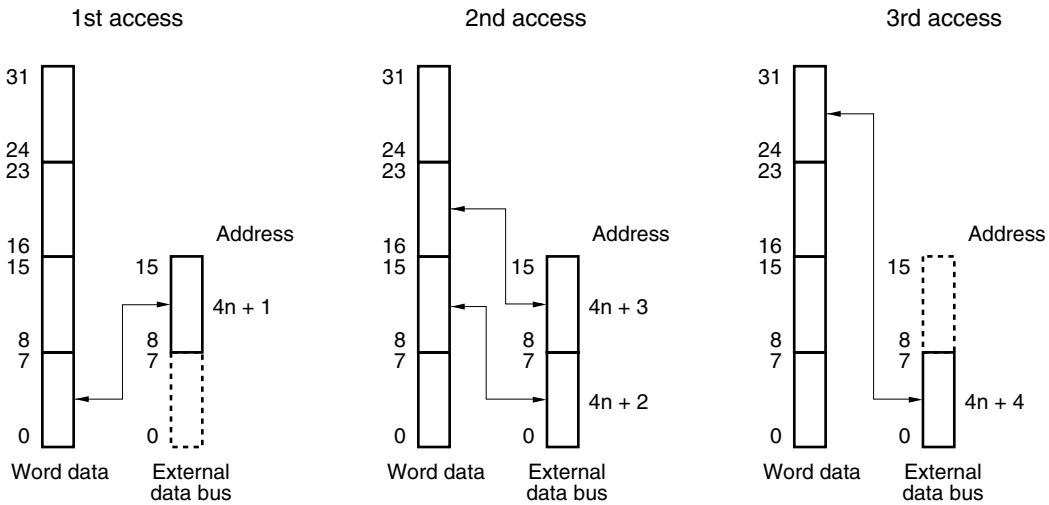 1st access
31
24
23
16
15
8
7
0
Word data
Address
15
8
7
0
4n + 1
External
data bus
2nd access
31
24
23
16
15
8
7
0
Word data
Address
15
8
7
0
4n + 3
4n + 2
External
data bus
3rd access
31
24
23
16
15
8
7
0
Word data
Address
15
8
7
0
4n + 4
External
data bus